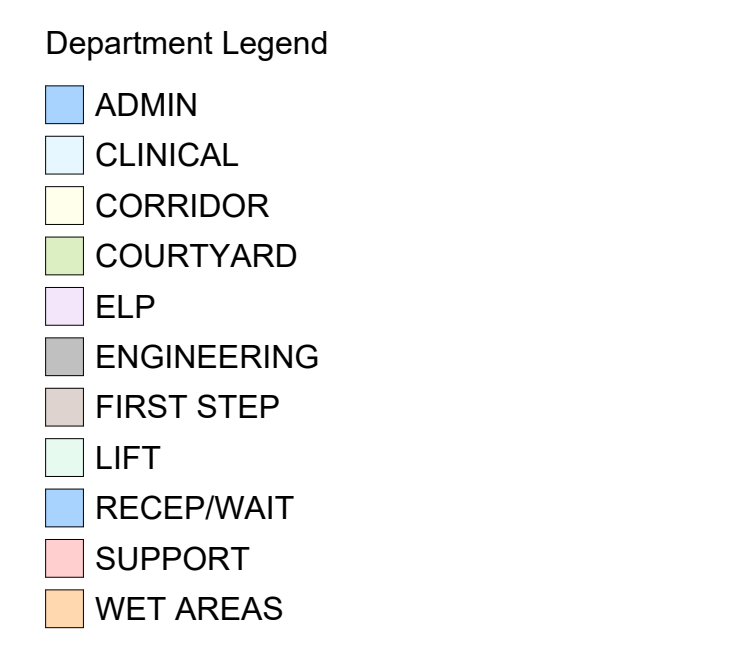 Department Legend
ADMIN
CLINICAL
CORRIDOR
COURTYARD
ELP
ENGINEERING
FIRST STEP
LIFT
RECEP/WAIT
SUPPORT
WET AREAS